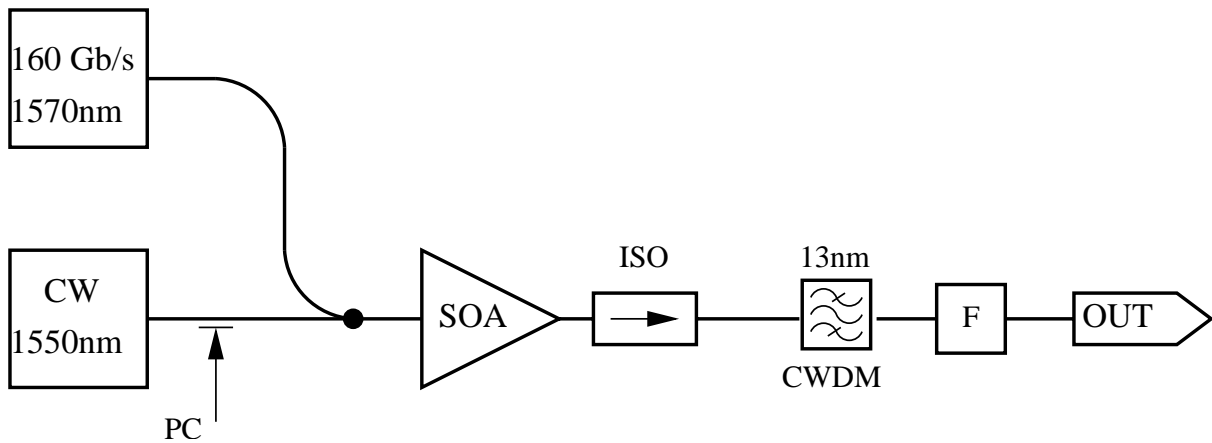 160 Gb/s
1570nm
CW
1550nm
PC
SOA
ISO
13nm
CWDM
F
OUT